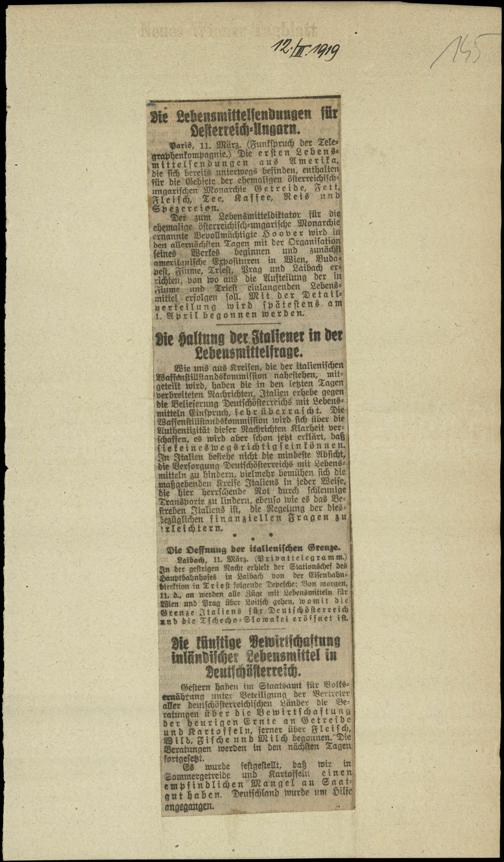 Neues Wiener Tagblatt
12./III. 1919
145
Die Lebensmittelsendungen für
Oesterreich-Ungarn.
Paris, 11. März. (Funkspruch der Tele-
graphenkompagnie.) Die ersten Lebens-
mittelsendungen aus Amerika,
die sich bereits unterwegs befinden, enthalten
für die Gebiete der ehemaligen österreichisch-
ungarischen Monarchie Getreide, Fett,
Fleisch, Tee, Kaffee, Reis und
Spezereien.
Der zum Lebensmitteldiktator für die
ehemalige österreichisch-ungarische Monarchie
ernannte Bevollmächtigte Hoover wird in
den allernächsten Tagen mit der Organisation
seines Werkes beginnen und zunächst
amerikanische Exposituren in Wien, Buda-
pest, Fiume, Triest, Prag und Laibach er-
richten, von wo aus die Aufteilung der in
Fiume und Triest einlangenden Lebens-
mittel erfolgen soll. Mit der Detail-
verteilung wird spätestens am
1. April begonnen werden.
Die Haltung der Italiener in der
Lebensmittelfrage.
Wie uns aus Kreisen, die der italienischen
Waffenstillstandskommission nahestehen, mit-
geteilt wird, haben die in den letzten Tagen
verbreiteten Nachrichten, Italien erhebe gegen
die Belieferung Deutschösterreichs mit Lebens-
mitteln Einspruch, sehr überrascht. Die
Waffenstillstandskommission wird sich über die
Authentizität dieser Nachrichten Klarheit ver-
schaffen, es wird aber schon jetzt erklärt, daß
sie keineswegs richtig sein können.
In Italien bestehe nicht die mindeste Absicht,
die Versorgung Deutschösterreichs mit Lebens-
mitteln zu hindern, vielmehr bemühen sich die
maßgebenden Kreise Italiens in jeder Weise,
die hier herrschende Not durch schleunige
Transporte zu lindern, ebenso wie es das Be-
streben Italiens ist, die Regelung der dies-
bezüglichen finanziellen Fragen zu
erleichtern.
* * *
Die Oeffnung der italienischen Grenze.
Laibach, 11. März. (Privattelegramm.)
In der gestrigen Nacht erhielt der Stationschef des
Hauptbahnhofes in Laibach von der Eisenbahn-
direktion in Triest folgende Depesche: Von morgen,
11. d., an werden alle Züge mit Lebensmitteln für
Wien und Prag über Loitsch gehen, womit die
Grenze Italiens für Deutschösterreich
und die Tschecho-Slowakei eröffnet ist.
Die künftige Bewirtschaftung
inländischer Lebensmittel in
Deutschösterreich.
Gestern haben im Staatsamt für Volks-
ernährung unter Beteiligung der Vertreter
aller deutschösterreichischen Länder die Be-
ratungen über die Bewirtschaftung
der heurigen Ernte an Getreide
und Kartoffeln, ferner über Fleisch,
Wild, Fische und Milch begonnen. Die
Beratungen werden in den nächsten Tagen
fortgesetzt.
Es wurde festgestellt, daß wir in
Sommergetreide und Kartoffeln einen
empfindlichen Mangel an Saat-
gut haben. Deutschland wurde um Hilfe
angegangen.